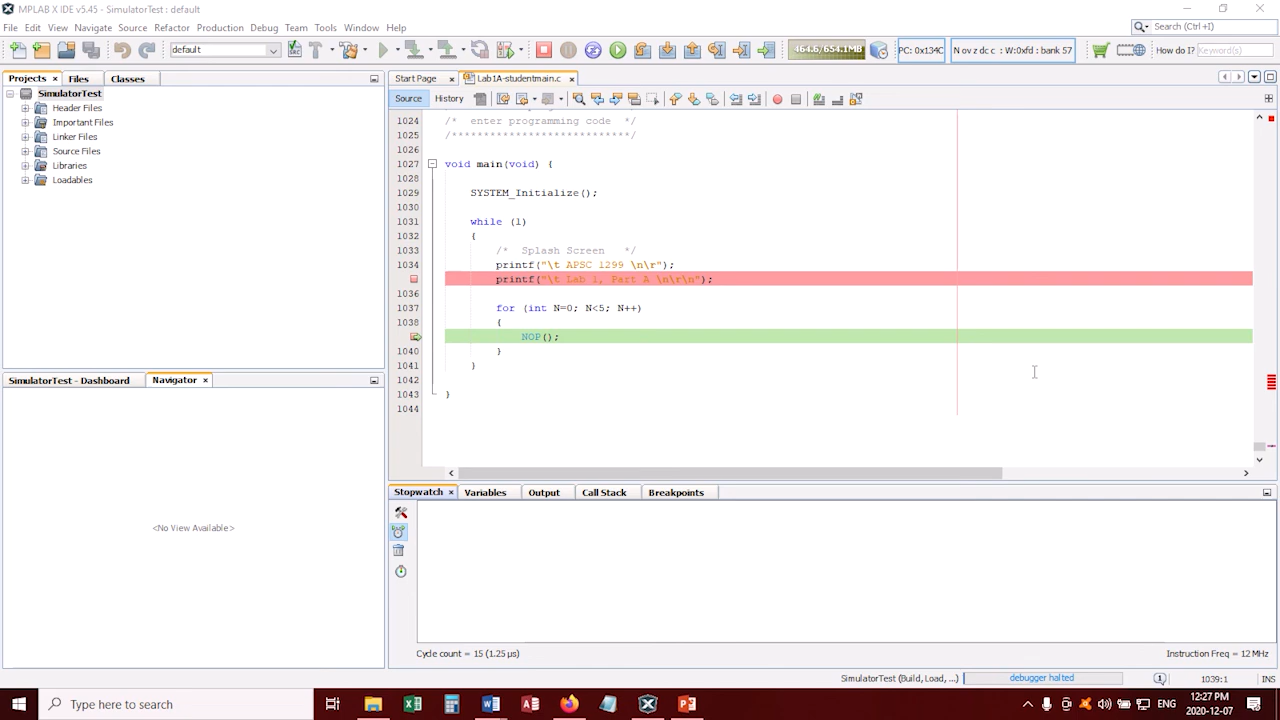 MPLAB X IDE v5.45 - SimulatorTest : default
File Edit View Navigate Source Refactor Production Debug Team Tools Window Help
Search (Ctrl+I)
default
464.6/654.1MB
PC: 0x134C
N ov z dc c : W:0xfd : bank 57
How do I?
Keyword(s)
Projects Files Classes
Start Page Lab1A-studentmain.c
SimulatorTest
Header Files
Important Files
Linker Files
Source Files
Libraries
Loadables
Source History
1024 /* enter programming code */
1025 /****************************/
1026
1027 void main(void) {
1028
1029 SYSTEM_Initialize();
1030
1031 while (1)
1032 {
1033 /* Splash Screen */
1034 printf("\t APSC 1299 \n\r");
printf("\t Lab 1, Part A \n\r\n");
1036
1037 for (int N=0; N<5; N++)
1038 {
NOP();
1040 }
1041 }
1042
1043 }
1044
SimulatorTest - Dashboard Navigator
<No View Available>
Stopwatch Variables Output Call Stack Breakpoints
Cycle count = 15 (1.25 µs)
Instruction Freq = 12 MHz
SimulatorTest (Build, Load, ...) debugger halted 1 1039:1 INS
Type here to search
ENG
12:27 PM
2020-12-07